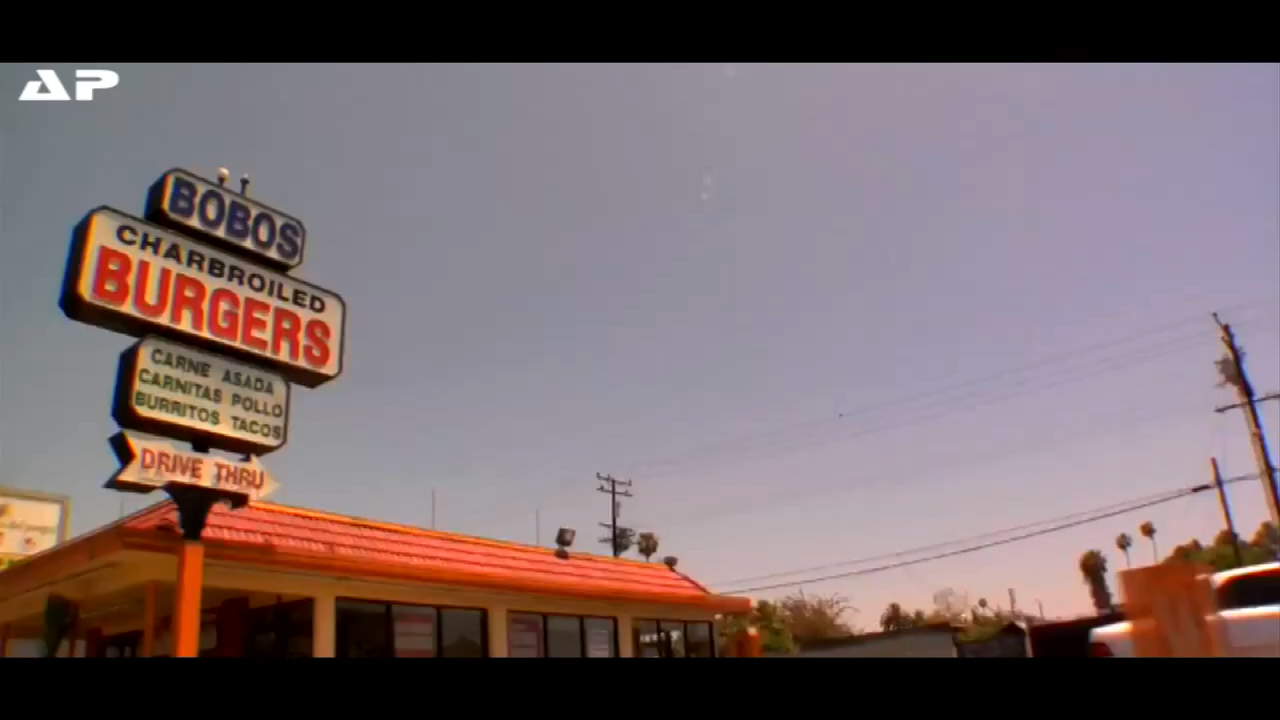 AP
BOBOS
CHARBROILED
BURGERS
CARNE ASADA
CARNITAS POLLO
BURRITOS TACOS
DRIVE THRU